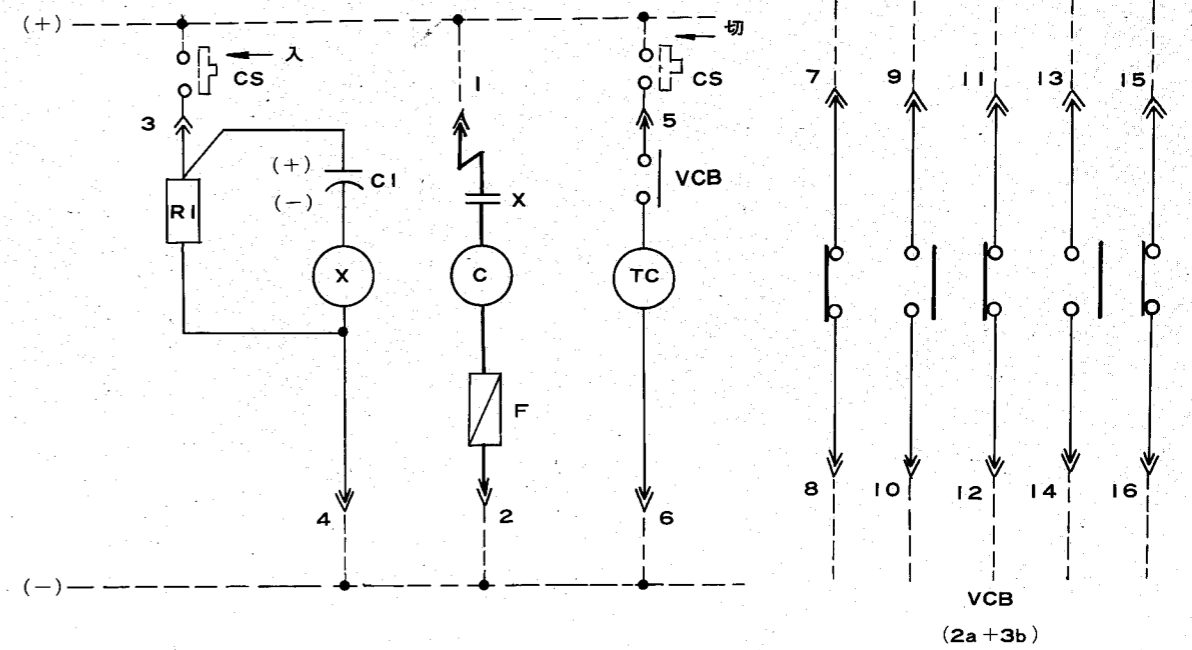 (+)
入
切
CS
CS
1
3
5
(+)
C1
(-)
R1
X
VCB
X
C
TC
F
4
2
6
(-)
7
9
11
13
15
8
10
12
14
16
VCB
(2a+3b)